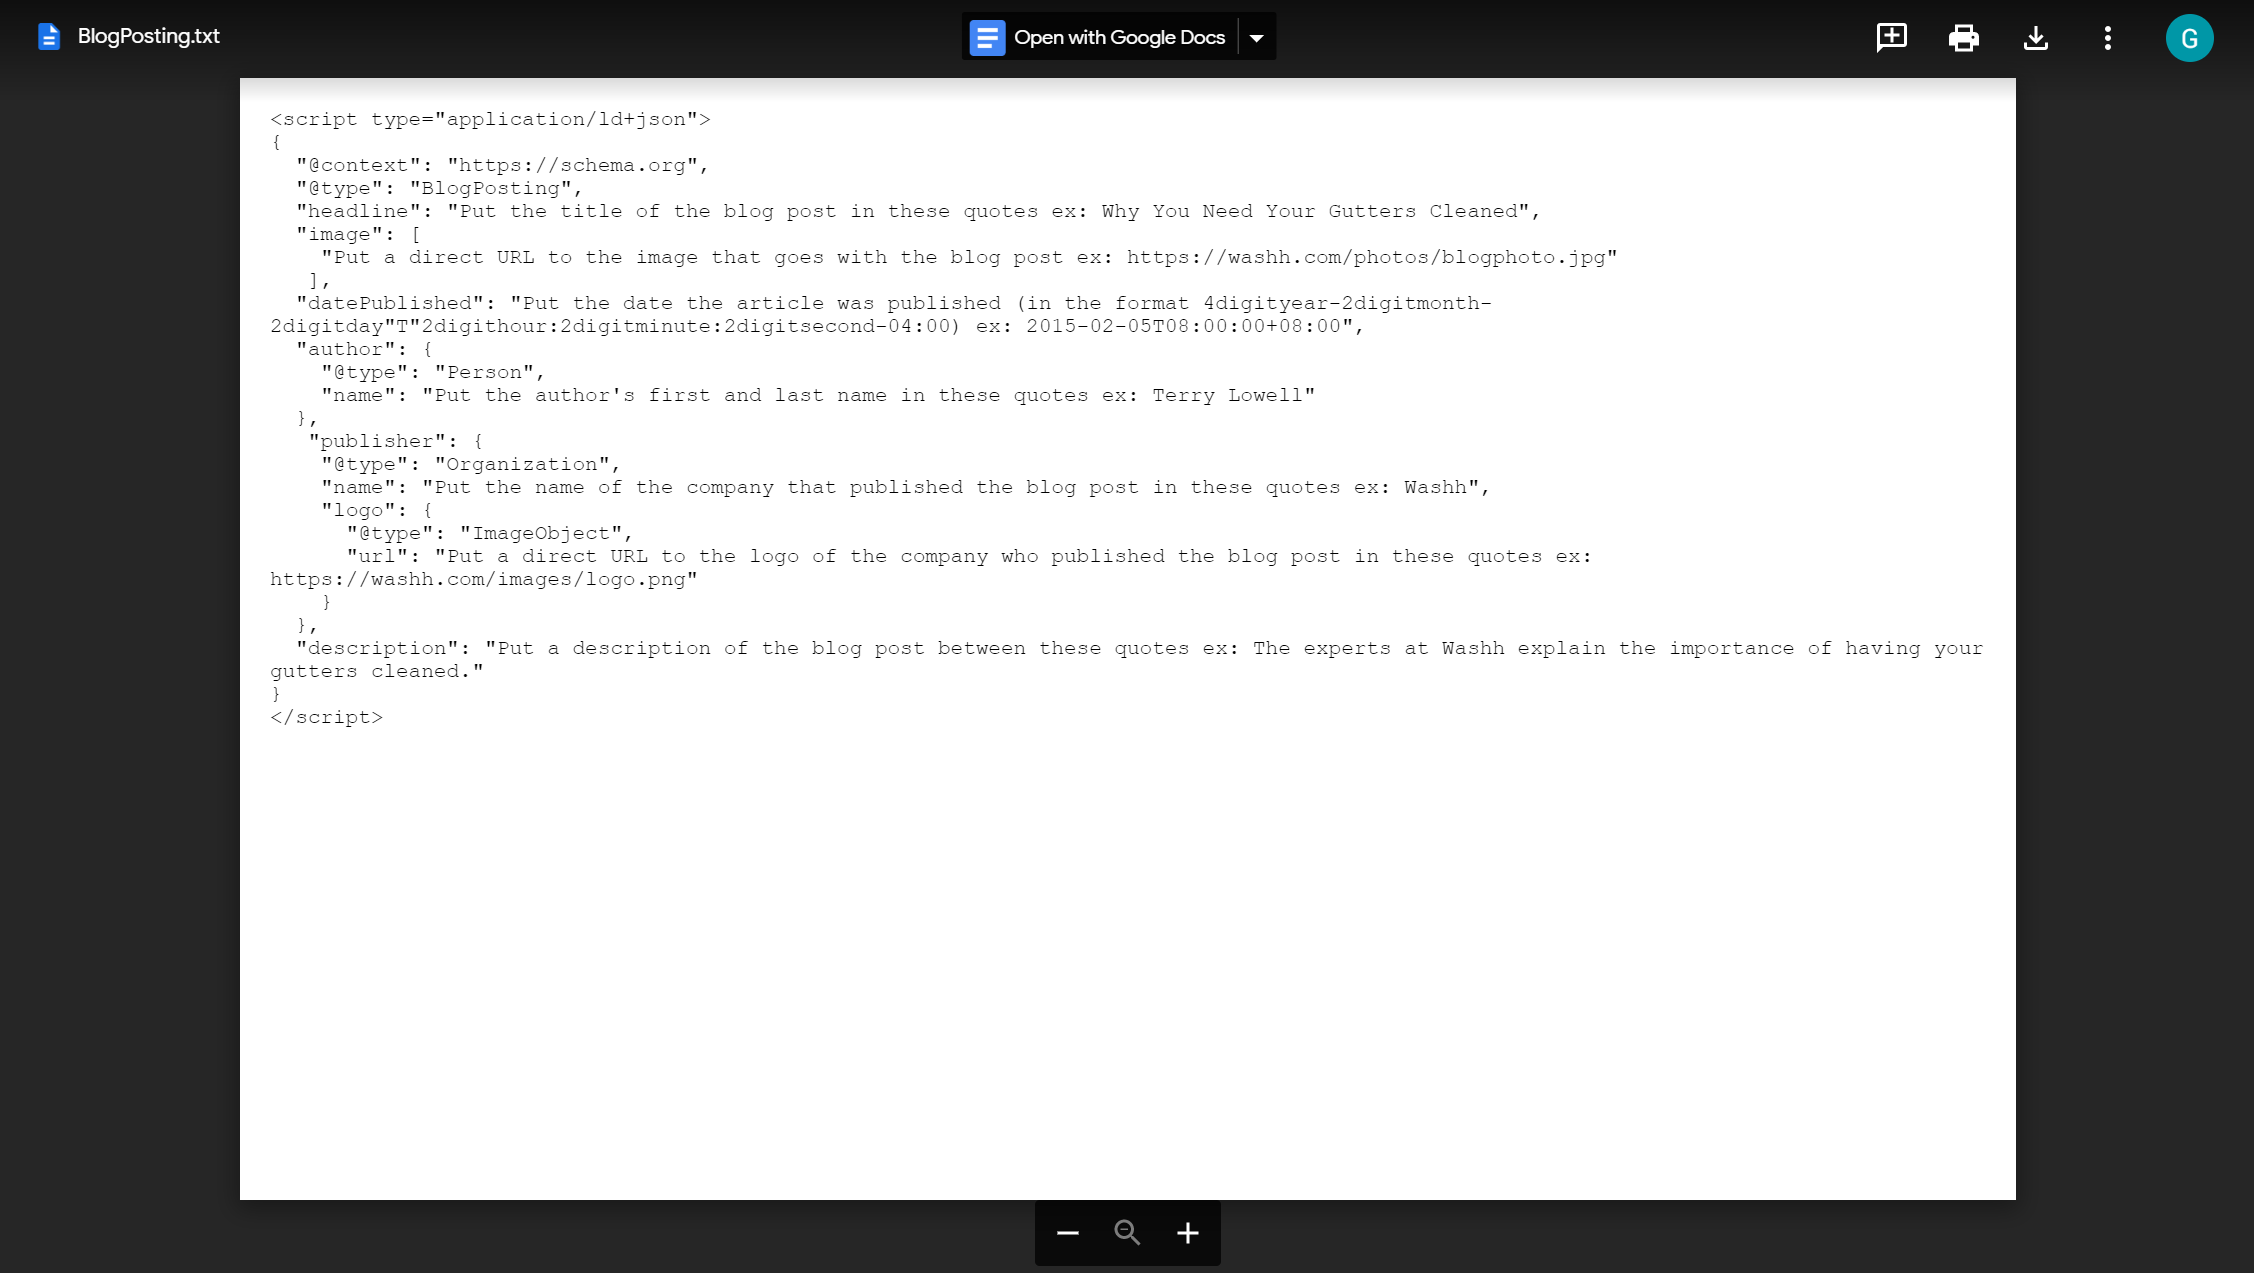 BlogPosting.txt
Open with Google Docs
G
<script type="application/ld+json">
{
  "@context": "https://schema.org",
  "@type": "BlogPosting",
  "headline": "Put the title of the blog post in these quotes ex: Why You Need Your Gutters Cleaned",
  "image": [
    "Put a direct URL to the image that goes with the blog post ex: https://washh.com/photos/blogphoto.jpg"
   ],
  "datePublished": "Put the date the article was published (in the format 4digityear-2digitmonth-
2digitday"T"2digithour:2digitminute:2digitsecond-04:00) ex: 2015-02-05T08:00:00+08:00",
  "author": {
    "@type": "Person",
    "name": "Put the author's first and last name in these quotes ex: Terry Lowell"
  },
   "publisher": {
    "@type": "Organization",
    "name": "Put the name of the company that published the blog post in these quotes ex: Washh",
    "logo": {
      "@type": "ImageObject",
      "url": "Put a direct URL to the logo of the company who published the blog post in these quotes ex:
https://washh.com/images/logo.png"
    }
  },
  "description": "Put a description of the blog post between these quotes ex: The experts at Washh explain the importance of having your
gutters cleaned."
}
</script>